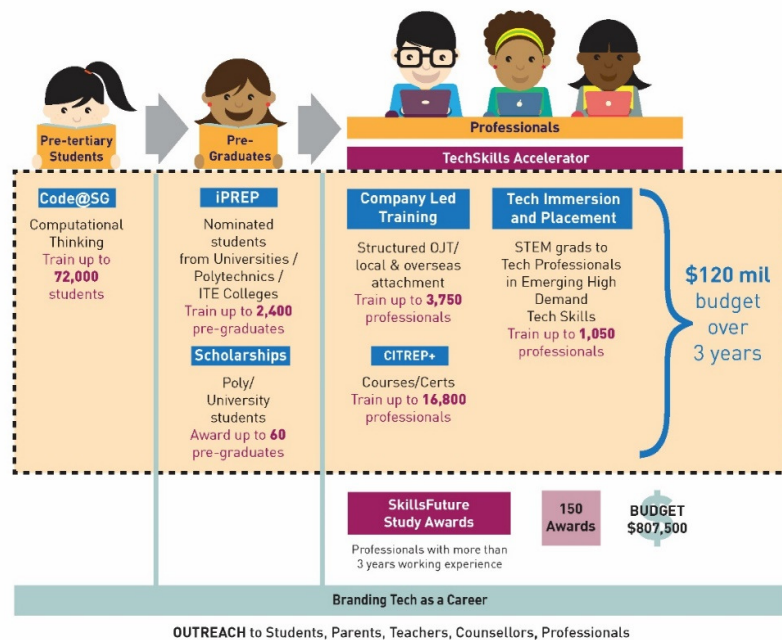 Pre-tertiary
Students
Pre-
Graduates
Professionals
TechSkills Accelerator
Code@SG
Computational
Thinking
Train up to
72,000
students
iPREP
Nominated
students
from Universities /
Polytechnics /
ITE Colleges
Train up to 2,400
pre-graduates
Scholarships
Poly/
University
students
Award up to 60
pre-graduates
Company Led
Training
Structured OJT/
local & overseas
attachment
Train up to 3,750
professionals
CITREP+
Courses/Certs
Train up to 16,800
professionals
Tech Immersion
and Placement
STEM grads to
Tech Professionals
in Emerging High
Demand
Tech Skills
Train up to 1,050
professionals
$120 mil
budget
over
3 years
SkillsFuture
Study Awards
Professionals with more than
3 years working experience
150
Awards
$
BUDGET
$807,500
Branding Tech as a Career
OUTREACH to Students, Parents, Teachers, Counsellors, Professionals